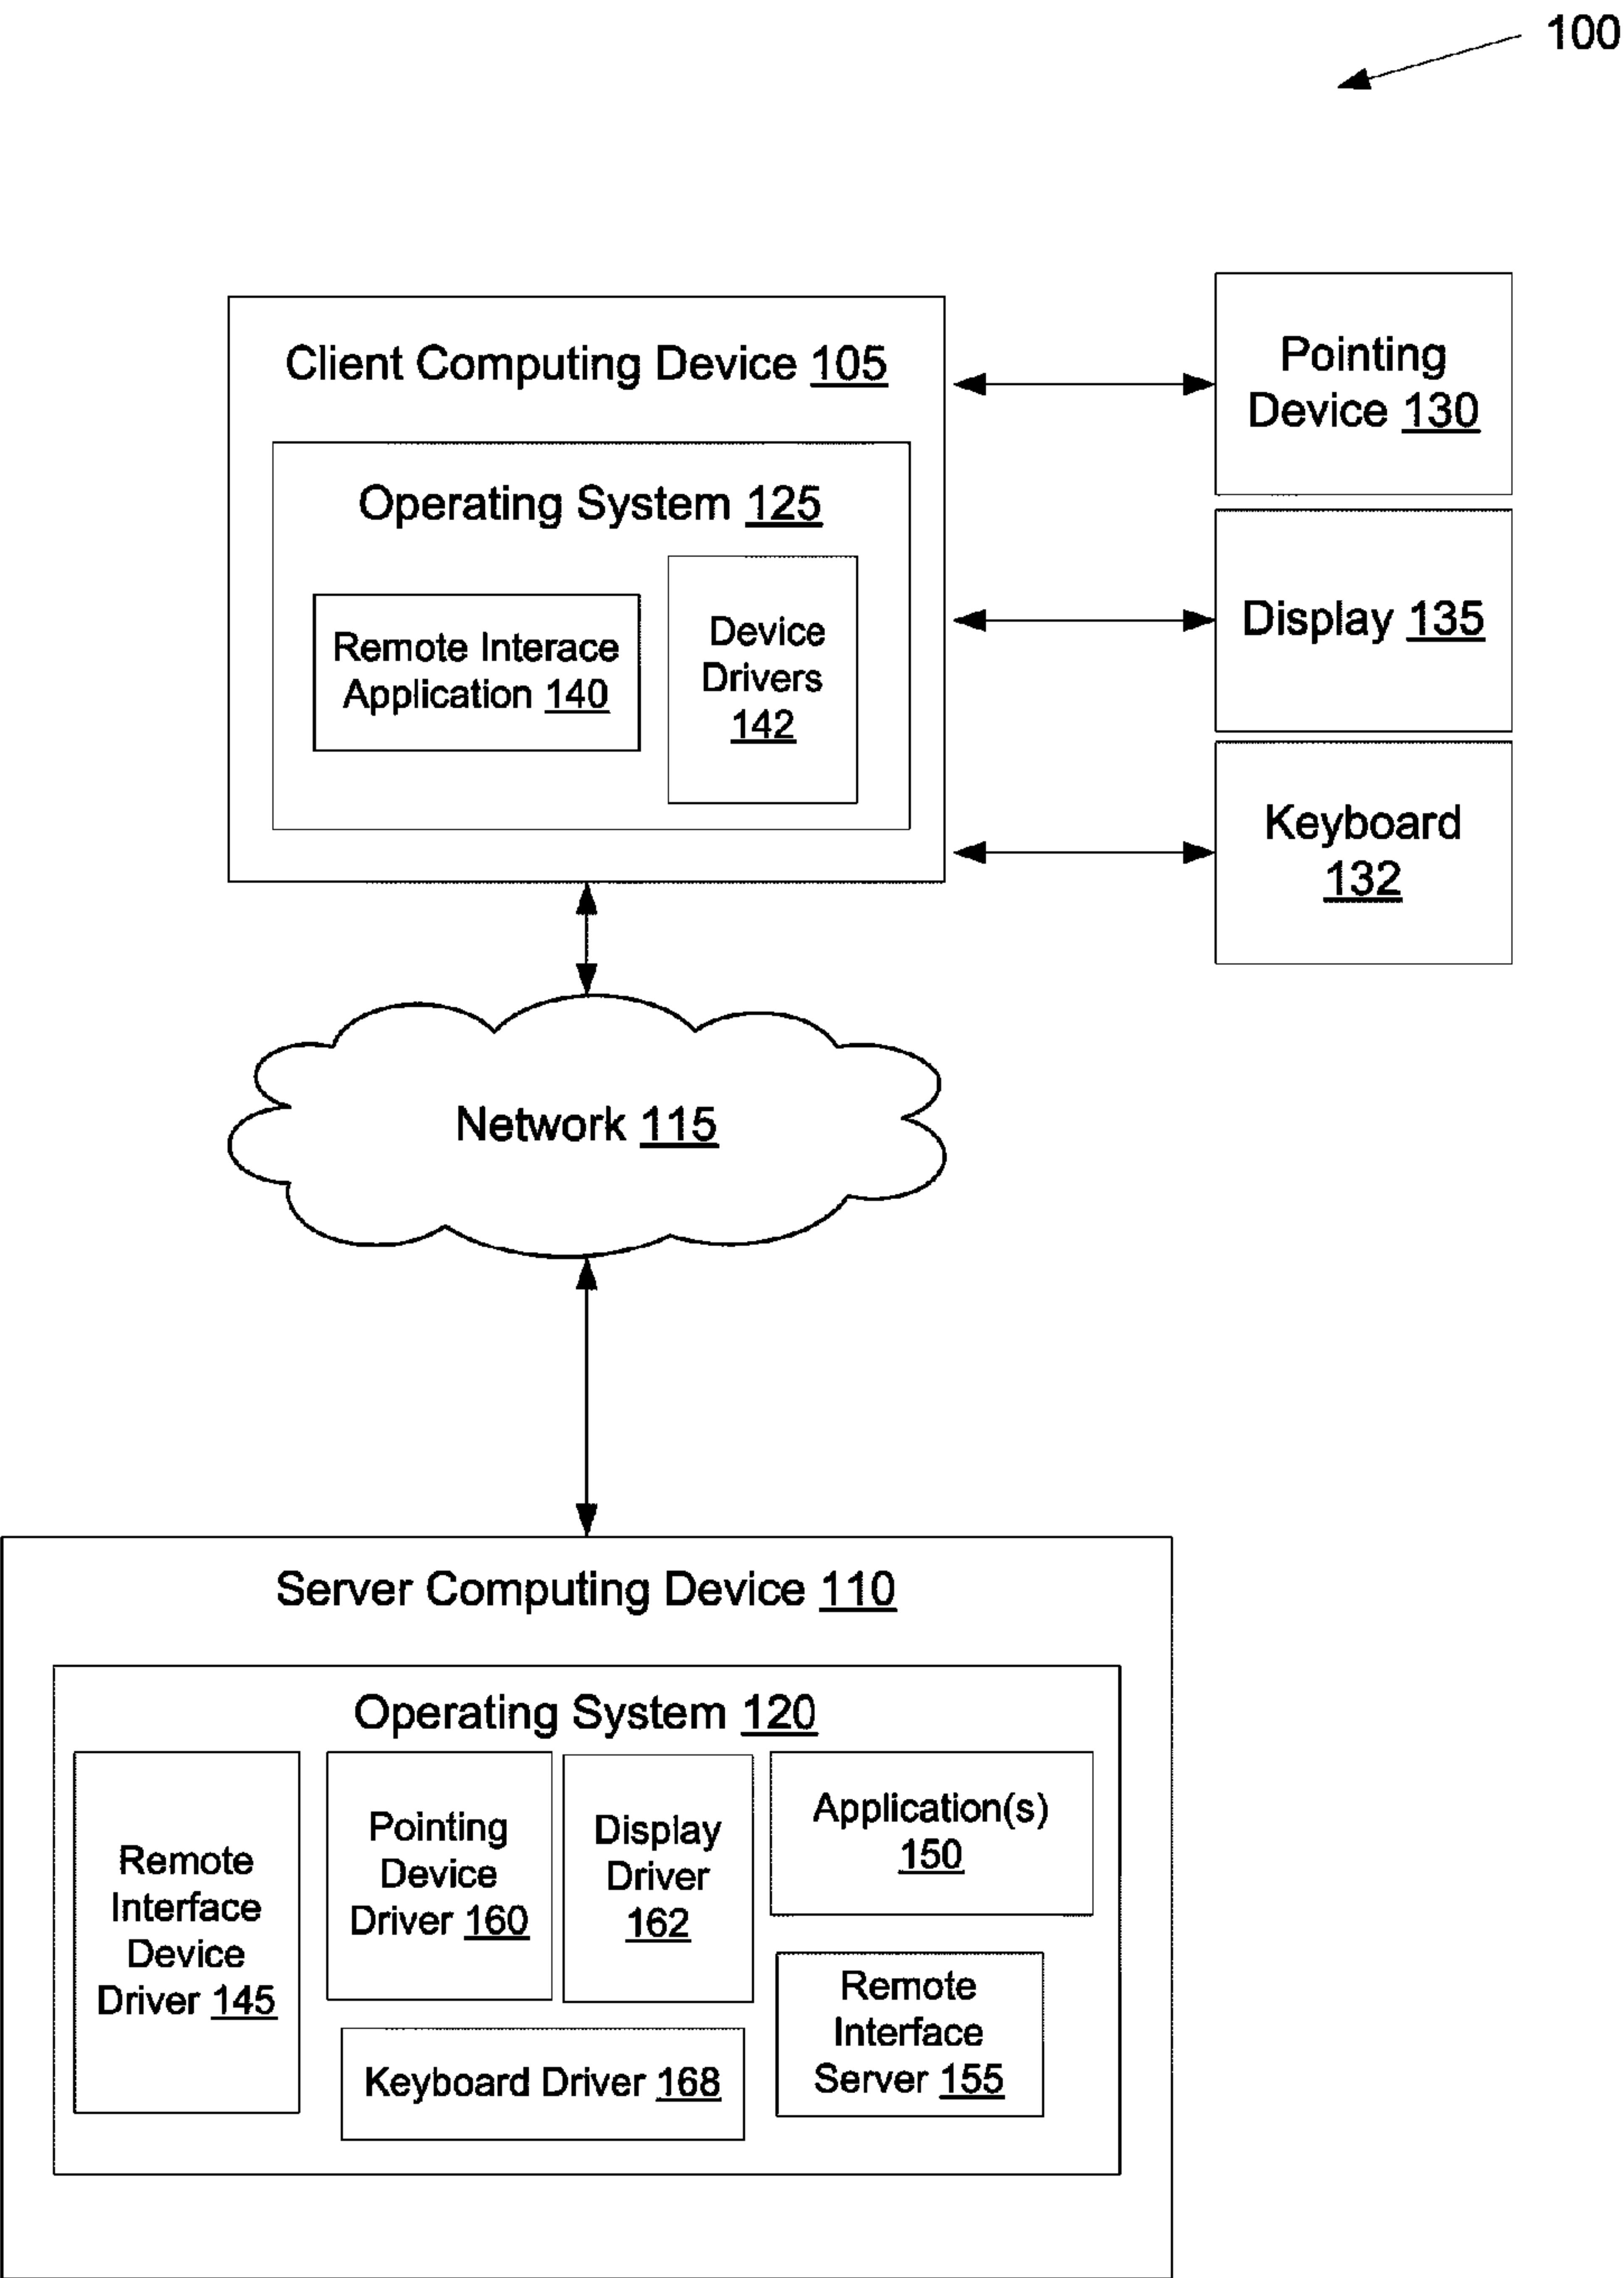 100
Client Computing Device 105
Operating System 125
Remote Interace
Application 140
Device
Drivers
142
Pointing
Device 130
Display 135
Keyboard
132
Network 115
Server Computing Device 110
Operating System 120
Remote
Interface
Device
Driver 145
Pointing
Device
Driver 160
Display
Driver
162
Application(s)
150
Keyboard Driver 168
Remote
Interface
Server 155